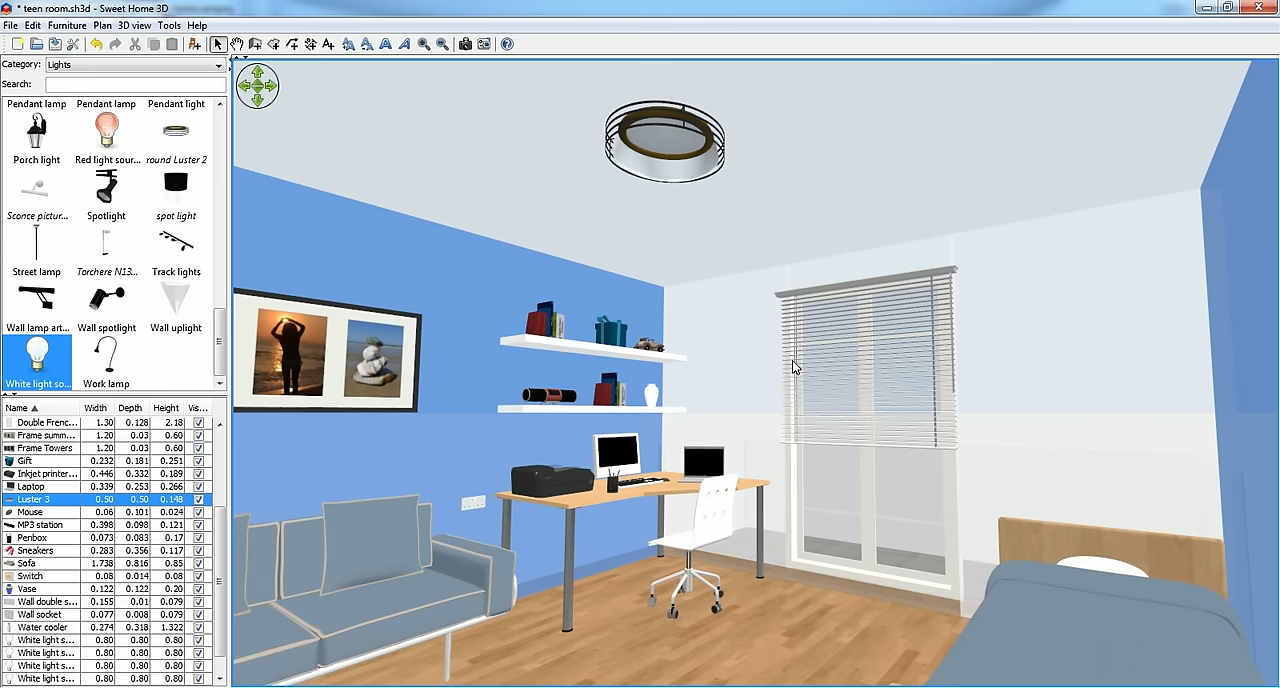 * teen room.sh3d - Sweet Home 3D
File Edit Furniture Plan 3D view Tools Help
Category: Lights
Search:
Pendant lamp Pendant lamp Pendant light
Porch light Red light sour... round Luster 2
Sconce pictur... Spotlight spot light
Street lamp Torchere N13... Track lights
Wall lamp art... Wall spotlight Wall uplight
White light so... Work lamp
Name Width Depth Height Vis...
Double Frenc... 1.30 0.128 2.18
Frame summ... 1.20 0.03 0.60
Frame Towers 1.20 0.03 0.60
Gift 0.232 0.181 0.251
Inkjet printer... 0.446 0.332 0.189
Laptop 0.339 0.253 0.266
Luster 3 0.50 0.50 0.148
Mouse 0.06 0.101 0.024
MP3 station 0.398 0.098 0.121
Penbox 0.073 0.083 0.17
Sneakers 0.283 0.356 0.117
Sofa 1.738 0.816 0.85
Switch 0.08 0.014 0.08
Vase 0.122 0.122 0.20
Wall double s... 0.155 0.01 0.079
Wall socket 0.077 0.008 0.079
Water cooler 0.274 0.318 1.322
White light s... 0.80 0.80 0.80
White light s... 0.80 0.80 0.80
White light s... 0.80 0.80 0.80
White light s... 0.80 0.80 0.80